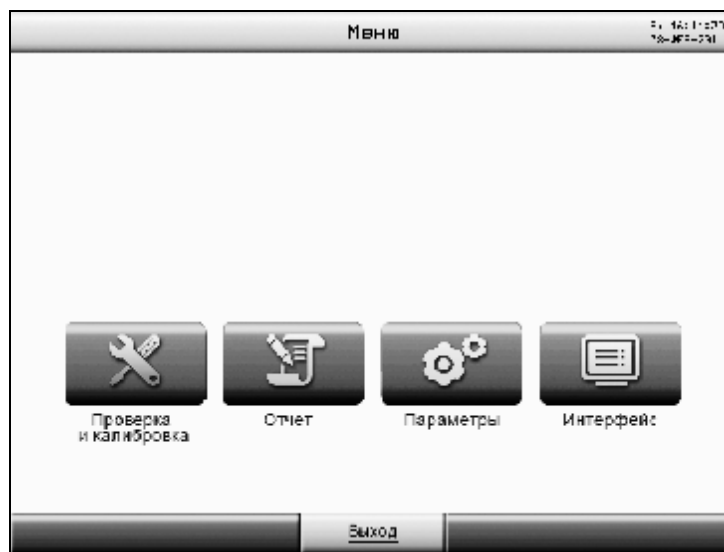 Меню
Проверка
и калибровка
Отчет
Параметры
Интерфейс
Выход